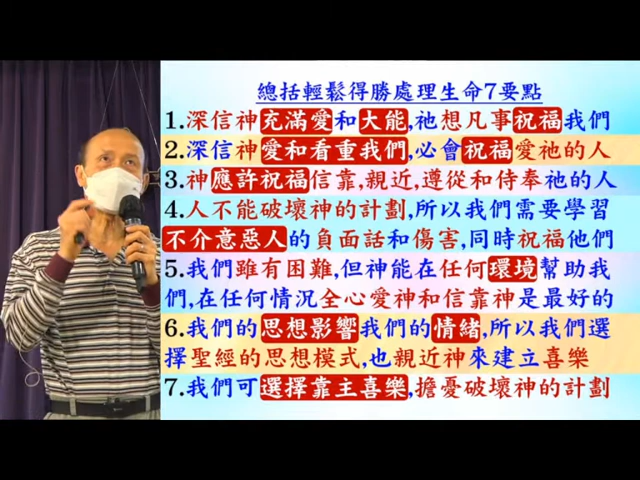 總括輕鬆得勝處理生命7要點
1.深信神充滿愛和大能,祂想凡事祝福我們
2.深信神愛和看重我們,必會祝福愛祂的人
3.神應許祝福信靠,親近,遵從和侍奉祂的人
4.人不能破壞神的計劃,所以我們需要學習
不介意惡人的負面話和傷害,同時祝福他們
5.我們雖有困難,但神能在任何環境幫助我
們,在任何情況全心愛神和信靠神是最好的
6.我們的思想影響我們的情緒,所以我們選
擇聖經的思想模式,也親近神來建立喜樂
7.我們可選擇靠主喜樂,擔憂破壞神的計劃